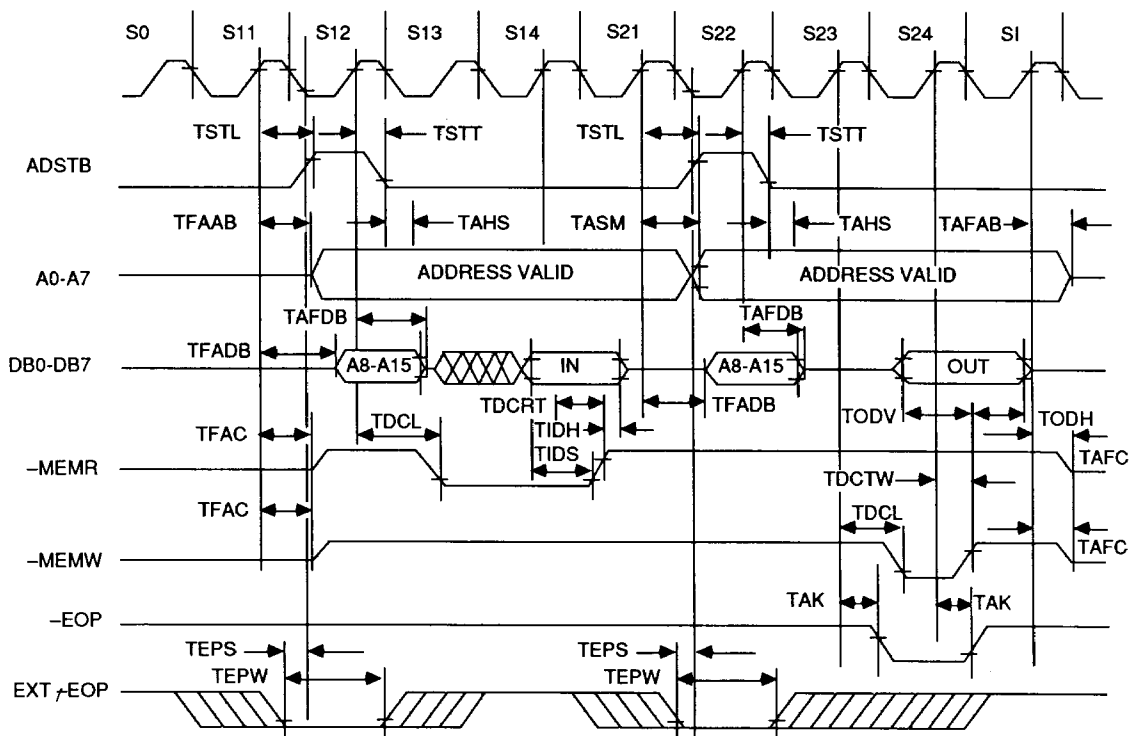 S0 S11 S12 S13 S14 S21 S22 S23 S24 SI
TSTL TSTT TSTL TSTT
ADSTB
TFAAB TAHS TASM TAHS TAFAB
A0-A7 ADDRESS VALID ADDRESS VALID
TAFDB TAFDB
TFADB
DB0-DB7 A8-A15 IN A8-A15 OUT
TDCRT TFADB
TFAC TDCL TIDH TODV TODH
–MEMR TIDS TAFC
TDCTW
TFAC TDCL
–MEMW TAFC
TAK TAK
–EOP
TEPS TEPS
TEPW TEPW
EXT –EOP